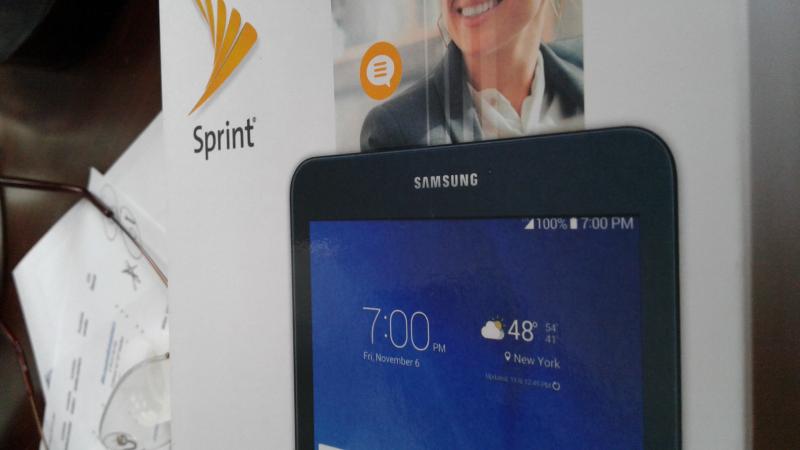 Sprint
SAMSUNG
100% 7:00 PM
7:00 PM
Fri, November 6
48° 54° 41°
New York